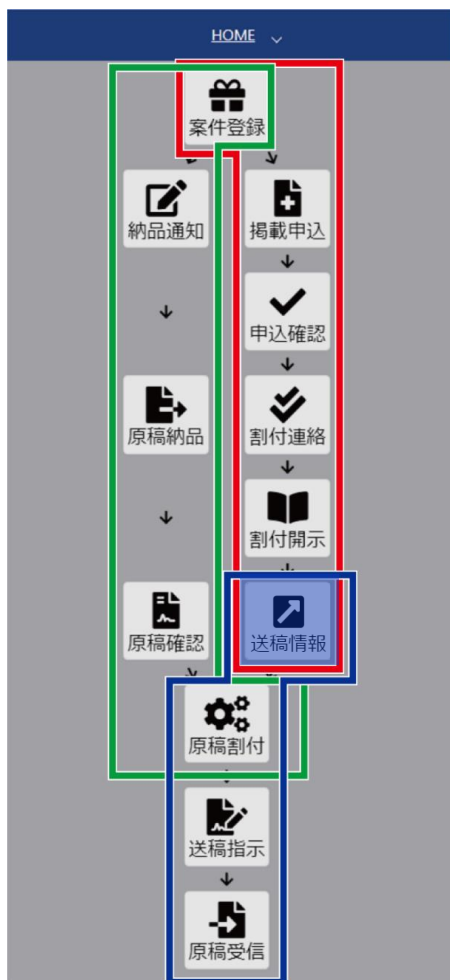 HOME
案件登録
納品通知
掲載申込
申込確認
原稿納品
割付連絡
割付開示
原稿確認
送稿情報
原稿割付
送稿指示
原稿受信